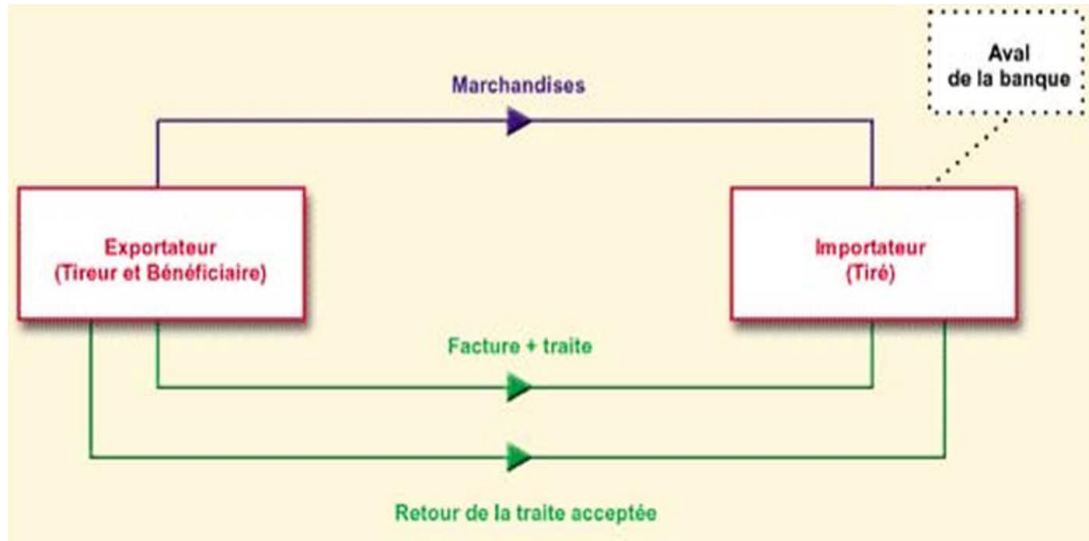 Aval
de la banque
Marchandises
Exportateur
(Tireur et Bénéficiaire)
Importateur
(Tiré)
Facture + traite
Retour de la traite acceptée